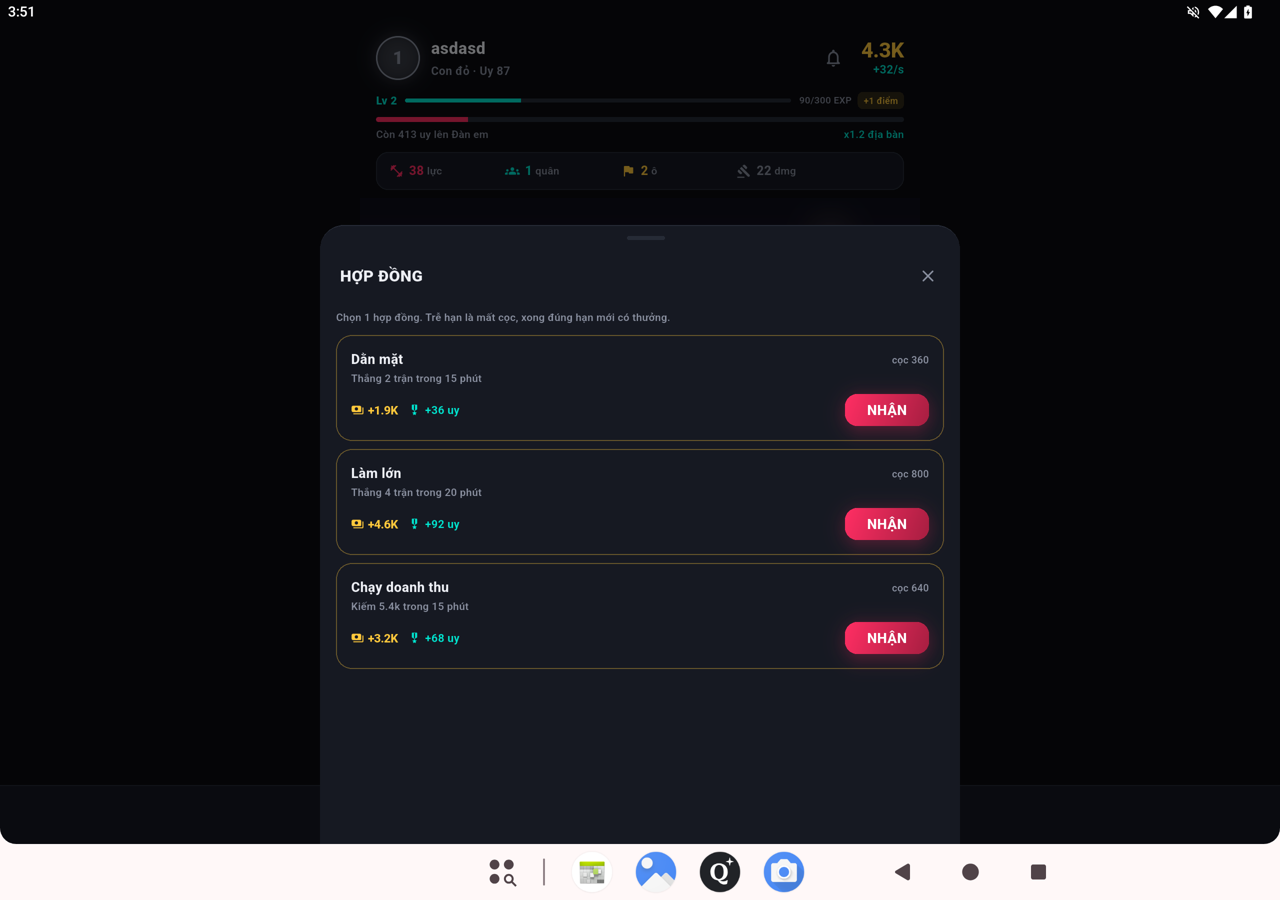 3:51
1
asdasd
Con đỏ · Uy 87
4.3K
+32/s
Lv 2
90/300 EXP
+1 điểm
Còn 413 uy lên Đàn em
x1.2 địa bàn
38 lực
1 quân
2 ô
22 dmg
HỢP ĐỒNG
Chọn 1 hợp đồng. Trễ hạn là mất cọc, xong đúng hạn mới có thưởng.
Dằn mặt
cọc 360
Thắng 2 trận trong 15 phút
+1.9K
+36 uy
NHẬN
Làm lớn
cọc 800
Thắng 4 trận trong 20 phút
+4.6K
+92 uy
NHẬN
Chạy doanh thu
cọc 640
Kiếm 5.4k trong 15 phút
+3.2K
+68 uy
NHẬN
Q+